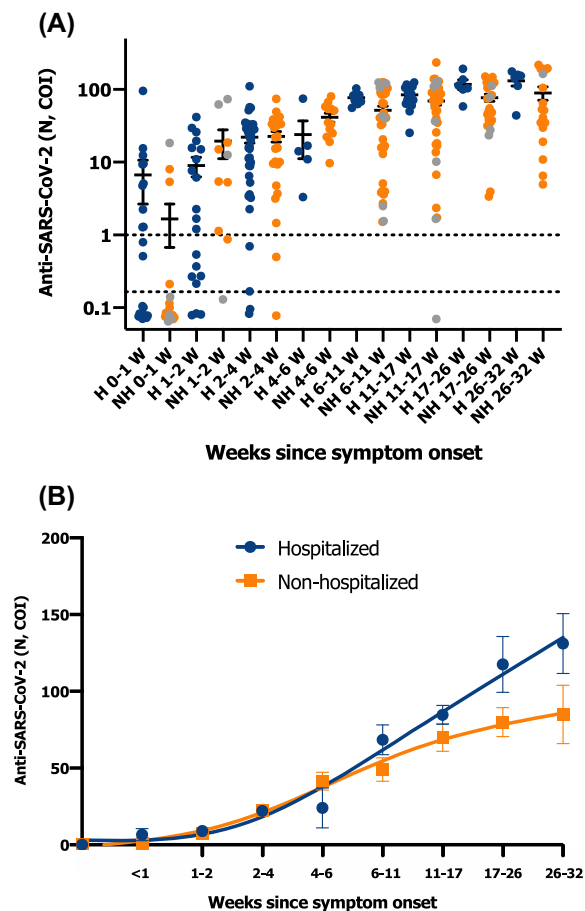 (A)
Anti-SARS-CoV-2 (N, COI)
100
10
1
0.1
H 0-1 W
NH 0-1 W
H 1-2 W
NH 1-2 W
H 2-4 W
NH 2-4 W
H 4-6 W
NH 4-6 W
H 6-11 W
NH 6-11 W
H 11-17 W
NH 11-17 W
H 17-26 W
NH 17-26 W
H 26-32 W
NH 26-32 W
Weeks since symptom onset
(B)
Anti-SARS-CoV-2 (N, COI)
200
150
100
50
0
Hospitalized
Non-hospitalized
<1 1-2 2-4 4-6 6-11 11-17 17-26 26-32
Weeks since symptom onset